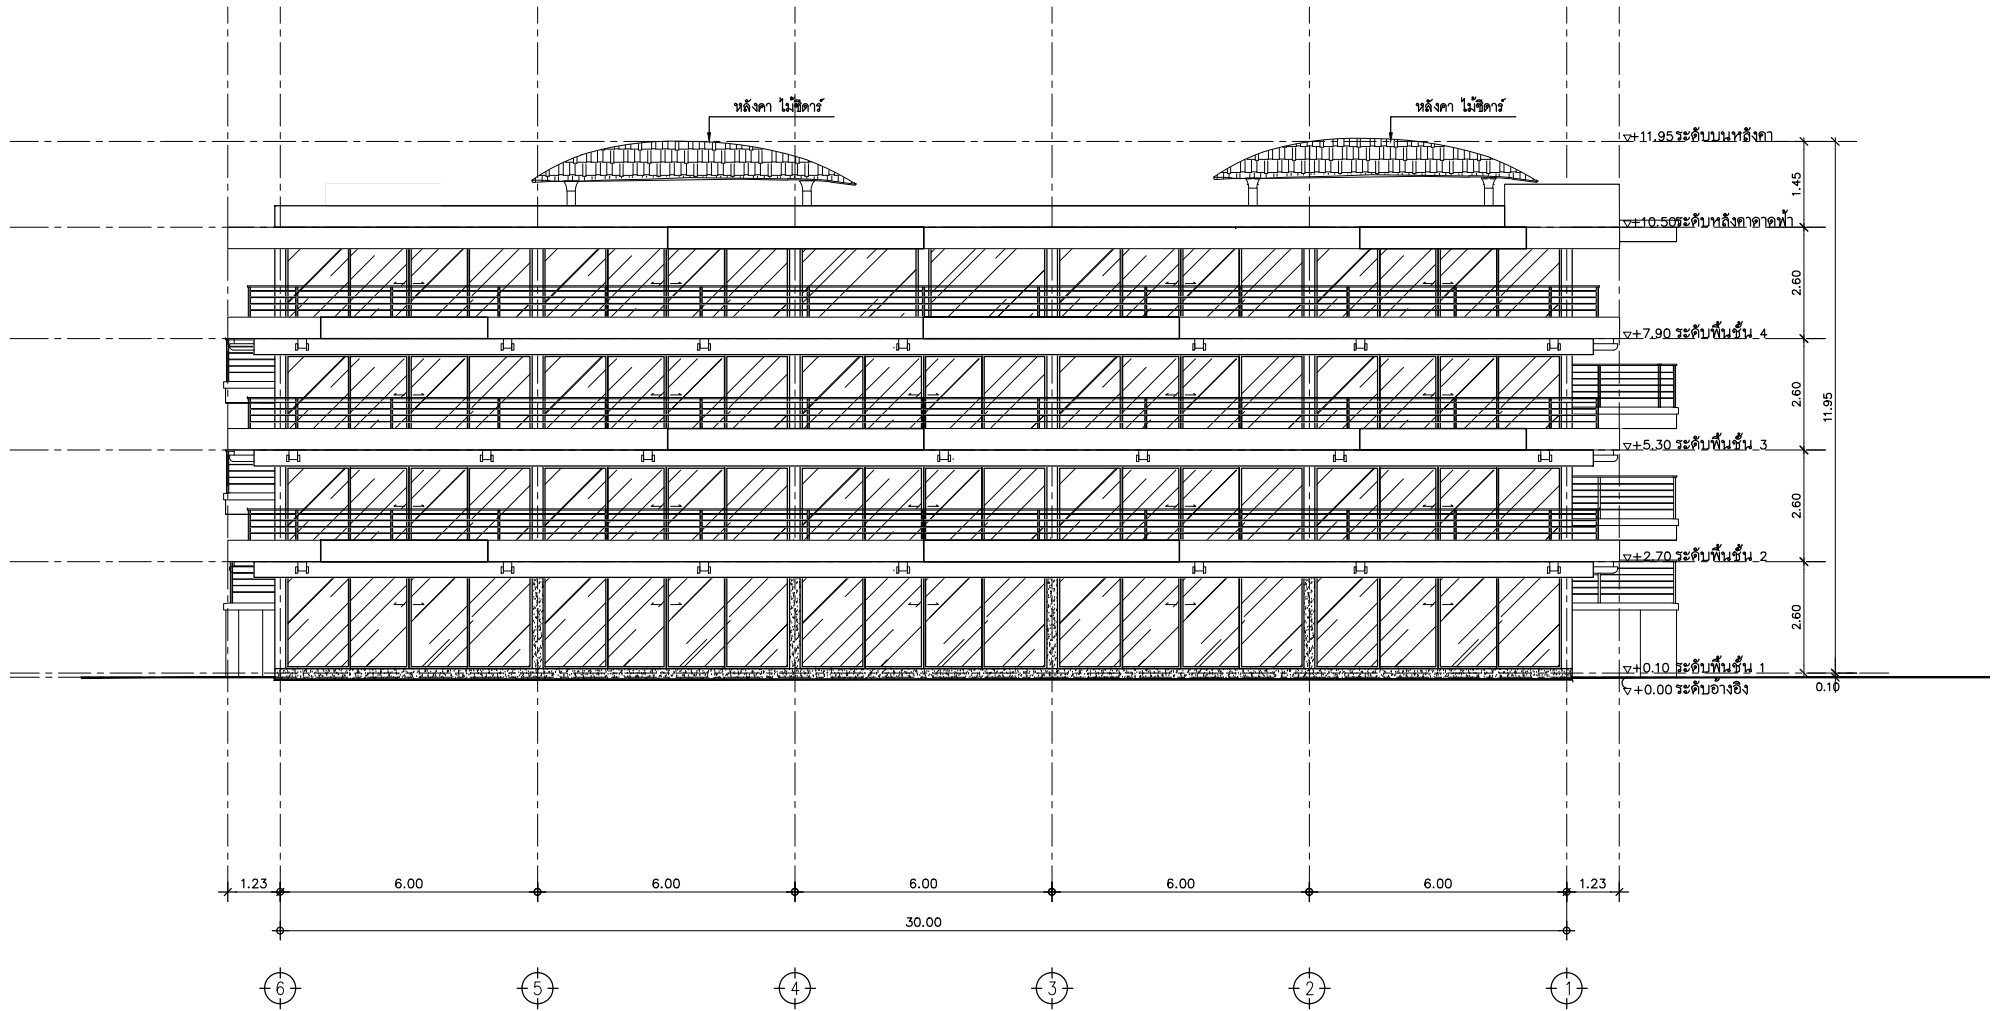 หลังคา ไม้ซีดาร์
หลังคา ไม้ซีดาร์
+11.95 ระดับบนหลังคา
1.45
+10.50 ระดับหลังคาดาดฟ้า
2.60
+7.90 ระดับพื้นชั้น 4
2.60
11.95
+5.30 ระดับพื้นชั้น 3
2.60
+2.70 ระดับพื้นชั้น 2
2.60
+0.10 ระดับพื้นชั้น 1
+0.00 ระดับอ้างอิง
0.10
1.23 6.00 6.00 6.00 6.00 6.00 1.23
30.00
6 5 4 3 2 1